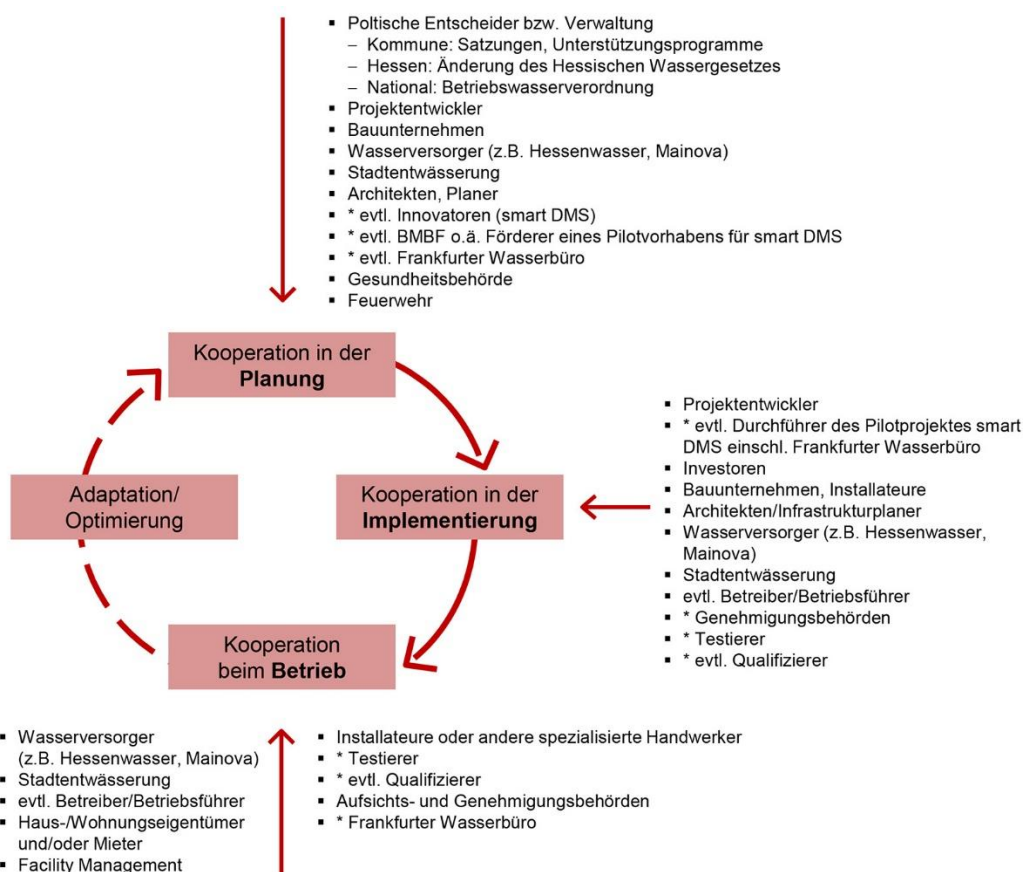 ▪ Poltische Entscheider bzw. Verwaltung
– Kommune: Satzungen, Unterstützungsprogramme
– Hessen: Änderung des Hessischen Wassergesetzes
– National: Betriebswasserverordnung
▪ Projektentwickler
▪ Bauunternehmen
▪ Wasserversorger (z.B. Hessenwasser, Mainova)
▪ Stadtentwässerung
▪ Architekten, Planer
▪ * evtl. Innovatoren (smart DMS)
▪ * evtl. BMBF o.ä. Förderer eines Pilotvorhabens für smart DMS
▪ * evtl. Frankfurter Wasserbüro
▪ Gesundheitsbehörde
▪ Feuerwehr
Kooperation in der
Planung
Kooperation in der
Implementierung
▪ Projektentwickler
▪ * evtl. Durchführer des Pilotprojektes smart
DMS einschl. Frankfurter Wasserbüro
▪ Investoren
▪ Bauunternehmen, Installateure
▪ Architekten/Infrastrukturplaner
▪ Wasserversorger (z.B. Hessenwasser,
Mainova)
▪ Stadtentwässerung
▪ evtl. Betreiber/Betriebsführer
▪ * Genehmigungsbehörden
▪ * Testierer
▪ * evtl. Qualifizierer
Adaptation/
Optimierung
Kooperation
beim Betrieb
▪ Wasserversorger
(z.B. Hessenwasser, Mainova)
▪ Stadtentwässerung
▪ evtl. Betreiber/Betriebsführer
▪ Haus-/Wohnungseigentümer
und/oder Mieter
▪ Facility Management
▪ Installateure oder andere spezialisierte Handwerker
▪ * Testierer
▪ * evtl. Qualifizierer
▪ Aufsichts- und Genehmigungsbehörden
▪ * Frankfurter Wasserbüro